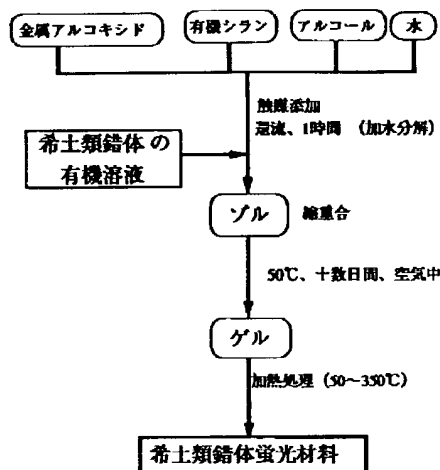 金属アルコキシド 有機シラン アルコール 水
触媒添加
還流、1時間 (加水分解)
希土類錯体の
有機溶液
ゾル 縮重合
50℃、十数日間、空気中
ゲル
加熱処理 (50～350℃)
希土類錯体蛍光材料